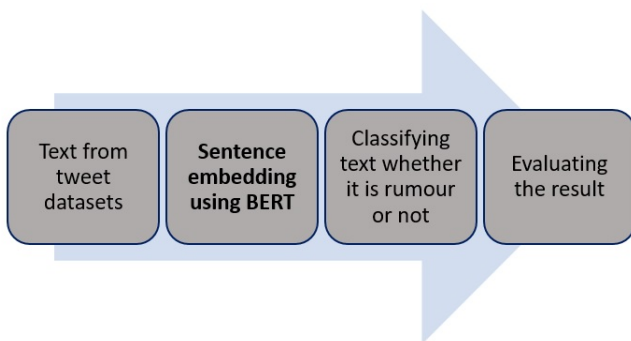 Text from
tweet
datasets
Sentence
embedding
using BERT
Classifying
text whether
it is rumour
or not
Evaluating
the result